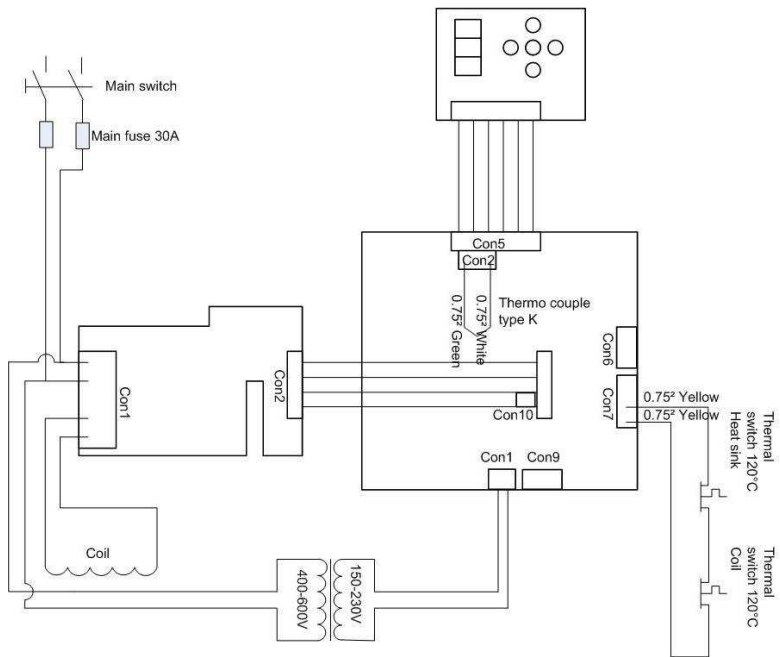 Main switch
Main fuse 30A
Con5
Con2
Thermo couple
type K
0.75² Green
0.75² White
Con6
Con7
0.75² Yellow
0.75² Yellow
Con1
Con2
Con10
Con1
Con9
Thermal
switch 120°C
Heat sink
Coil
400-600V
150-230V
Thermal
switch 120°C
Coil